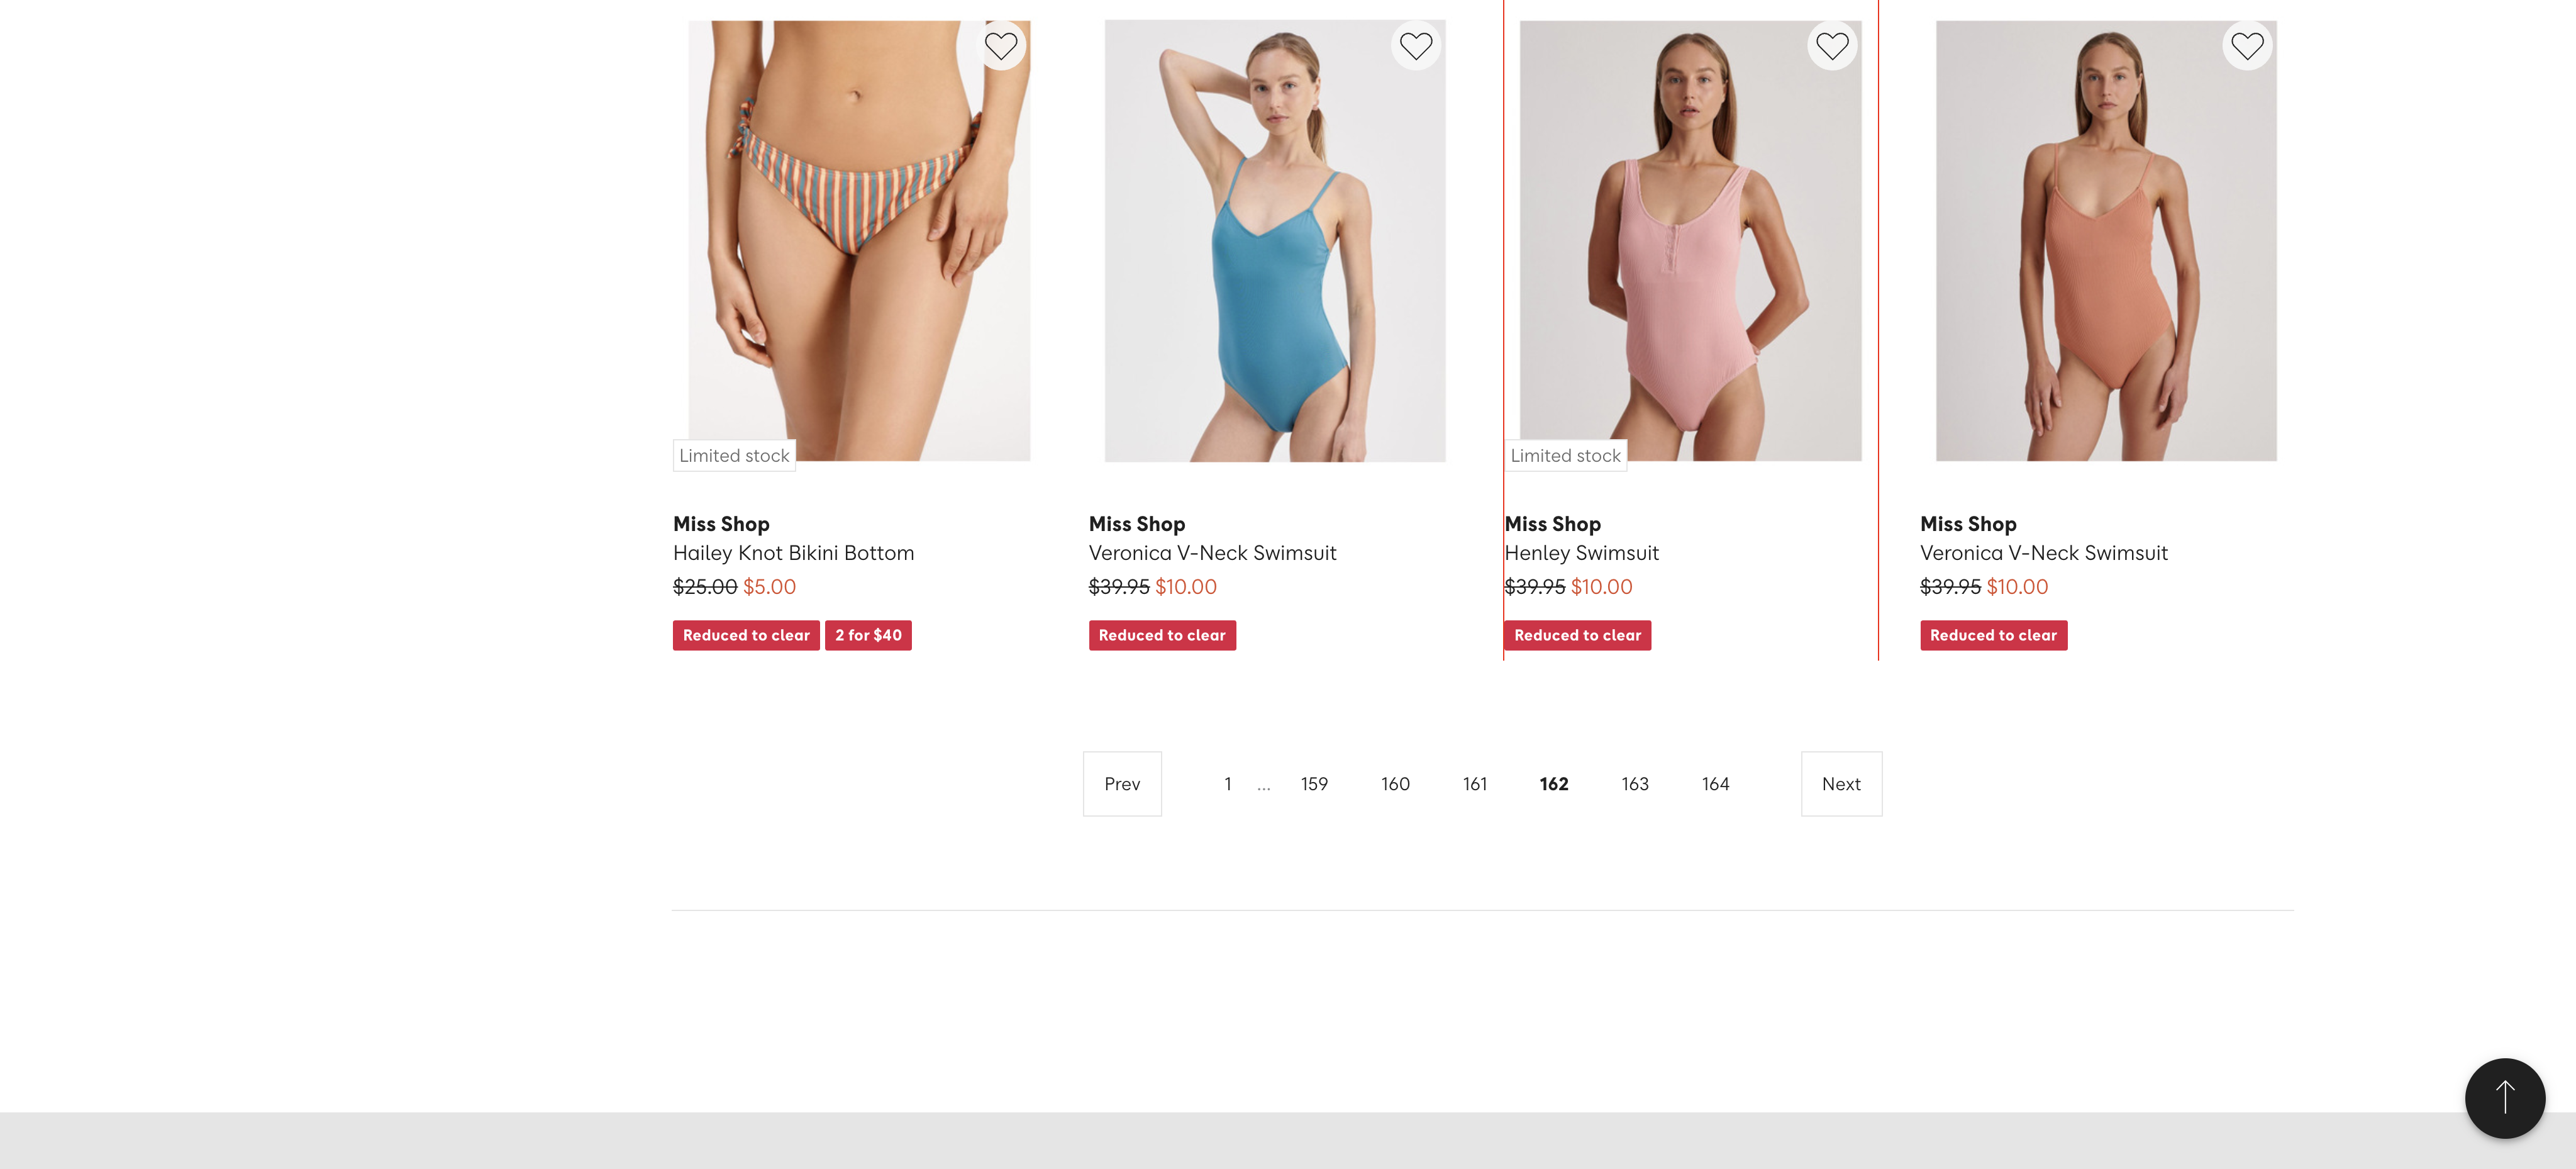 Limited stock
Miss Shop
Hailey Knot Bikini Bottom
$25.00 $5.00
Reduced to clear 2 for $40
Miss Shop
Veronica V-Neck Swimsuit
$39.95 $10.00
Reduced to clear
Limited stock
Miss Shop
Henley Swimsuit
$39.95 $10.00
Reduced to clear
Miss Shop
Veronica V-Neck Swimsuit
$39.95 $10.00
Reduced to clear
Prev 1 ... 159 160 161 162 163 164 Next